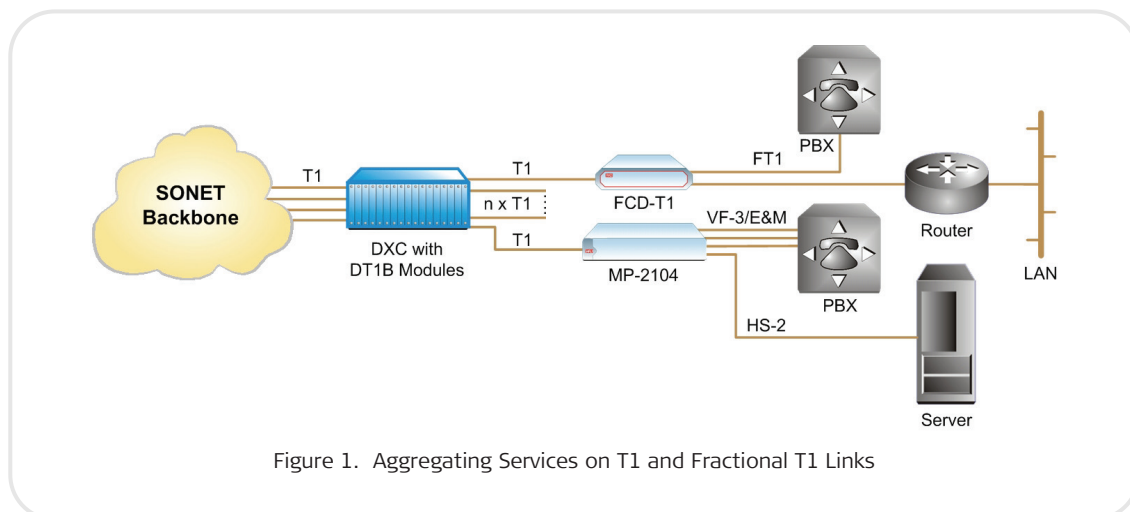 SONET
Backbone
T1
DXC with
DT1B Modules
T1
n x T1
T1
FCD-T1
MP-2104
FT1
PBX
VF-3/E&M
PBX
HS-2
Router
LAN
Server
Figure 1. Aggregating Services on T1 and Fractional T1 Links